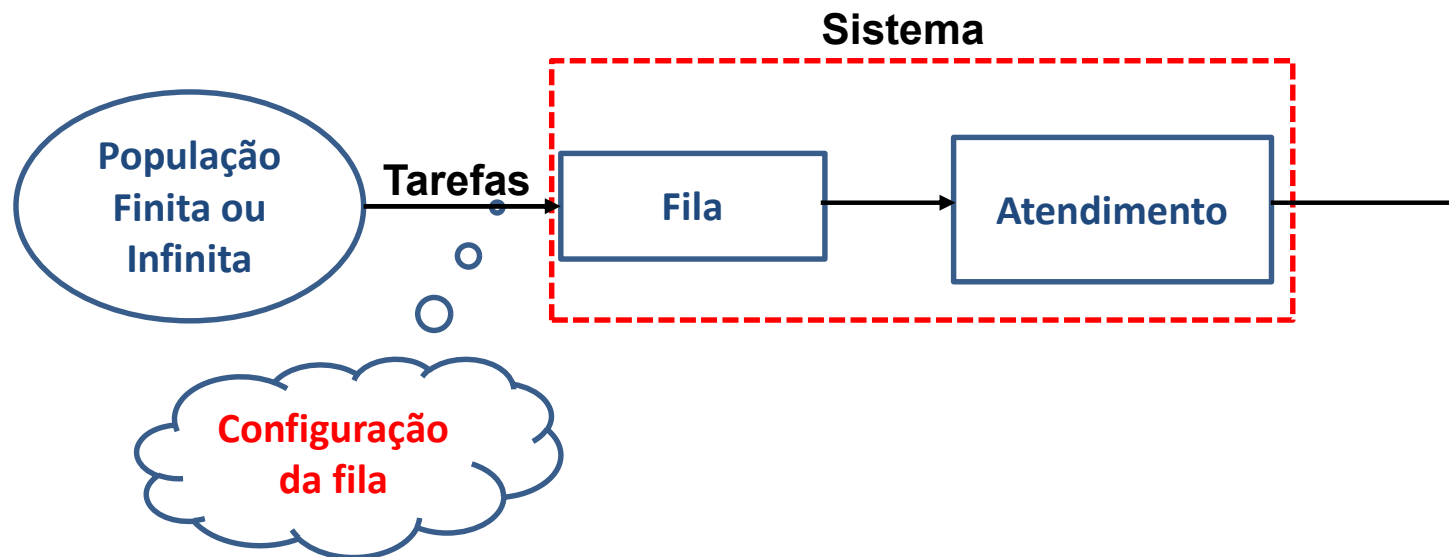 Sistema
População
Finita ou
Infinita
Tarefas
Fila
Atendimento
Configuração
da fila